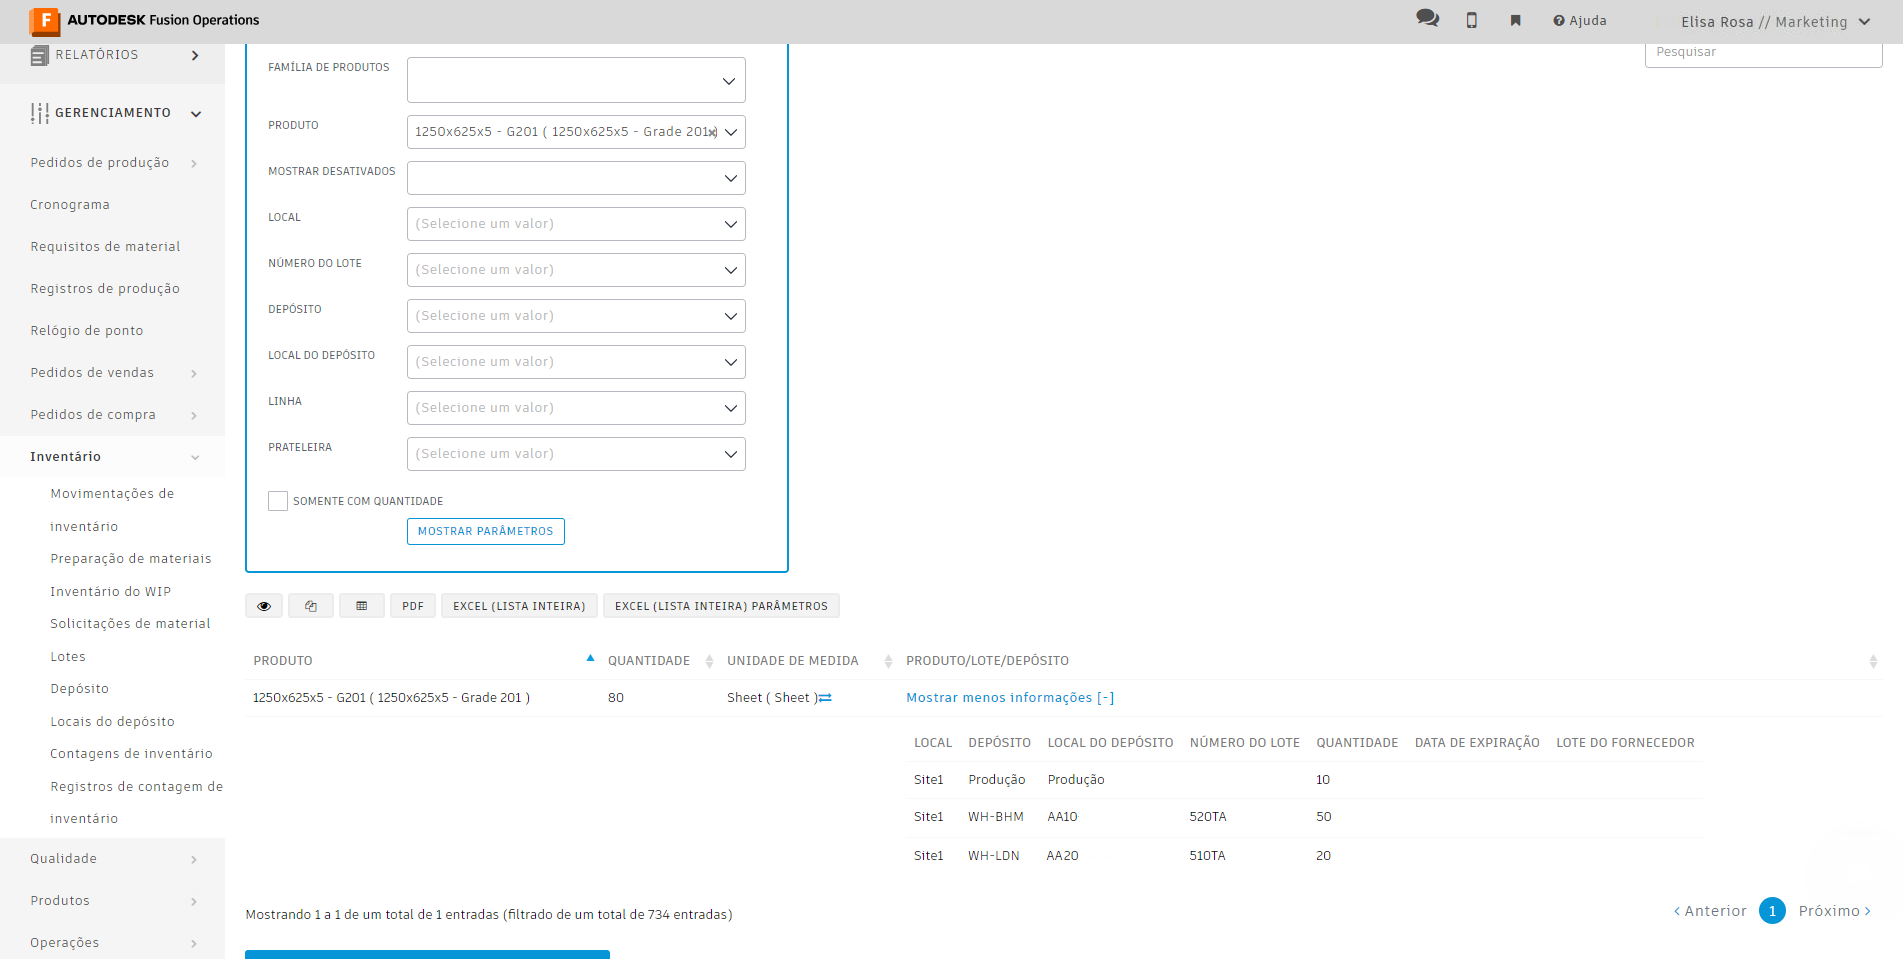 F AUTODESK Fusion Operations
Ajuda
Elisa Rosa // Marketing
RELATÓRIOS
GERENCIAMENTO
Pedidos de produção
Cronograma
Requisitos de material
Registros de produção
Relógio de ponto
Pedidos de vendas
Pedidos de compra
Inventário
Movimentações de
inventário
Preparação de materiais
Inventário do WIP
Solicitações de material
Lotes
Depósito
Locais do depósito
Contagens de inventário
Registros de contagem de
inventário
Qualidade
Produtos
Operações
Pesquisar
FAMÍLIA DE PRODUTOS
PRODUTO 1250x625x5 - G201 ( 1250x625x5 - Grade 201 )
MOSTRAR DESATIVADOS
LOCAL (Selecione um valor)
NÚMERO DO LOTE (Selecione um valor)
DEPÓSITO (Selecione um valor)
LOCAL DO DEPÓSITO (Selecione um valor)
LINHA (Selecione um valor)
PRATELEIRA (Selecione um valor)
SOMENTE COM QUANTIDADE
MOSTRAR PARÂMETROS
PDF EXCEL (LISTA INTEIRA) EXCEL (LISTA INTEIRA) PARÂMETROS
PRODUTO QUANTIDADE UNIDADE DE MEDIDA PRODUTO/LOTE/DEPÓSITO
1250x625x5 - G201 ( 1250x625x5 - Grade 201 ) 80 Sheet ( Sheet ) Mostrar menos informações [-]
LOCAL DEPÓSITO LOCAL DO DEPÓSITO NÚMERO DO LOTE QUANTIDADE DATA DE EXPIRAÇÃO LOTE DO FORNECEDOR
Site1 Produção Produção 10
Site1 WH-BHM AA10 520TA 50
Site1 WH-LDN AA20 510TA 20
Mostrando 1 a 1 de um total de 1 entradas (filtrado de um total de 734 entradas)
< Anterior 1 Próximo >